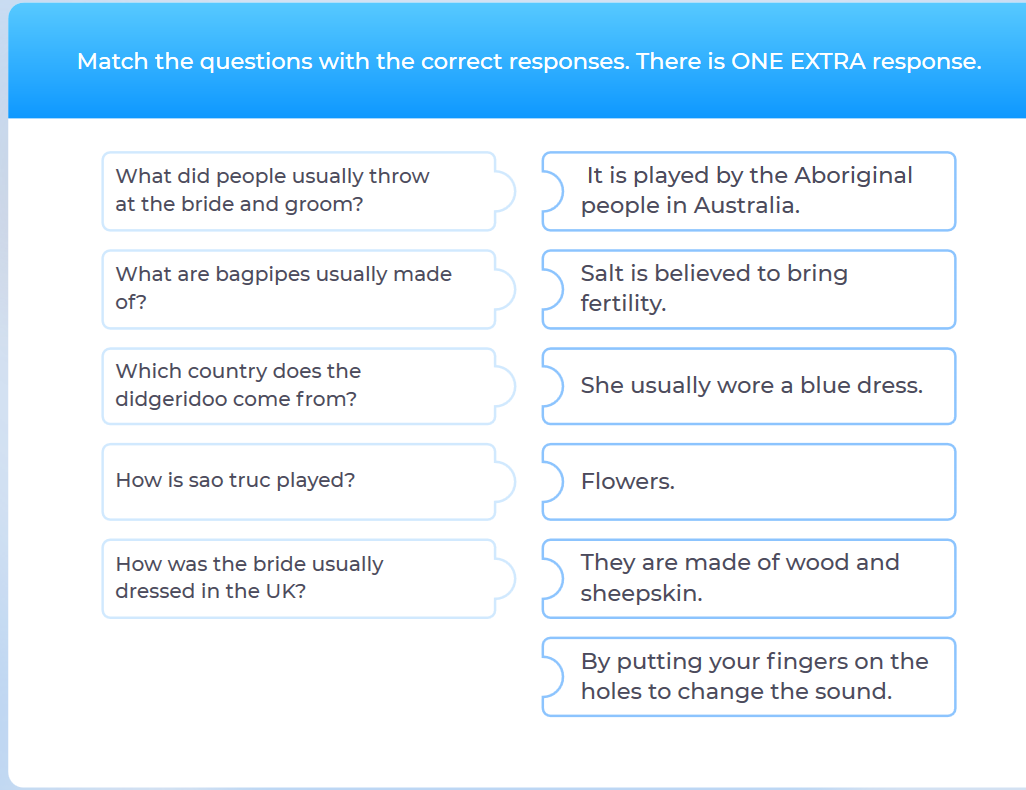 Match the questions with the correct responses. There is ONE EXTRA response.
What did people usually throw
at the bride and groom?
It is played by the Aboriginal
people in Australia.
What are bagpipes usually made
of?
Salt is believed to bring
fertility.
Which country does the
didgeridoo come from?
She usually wore a blue dress.
How is sao truc played?
Flowers.
How was the bride usually
dressed in the UK?
They are made of wood and
sheepskin.
By putting your fingers on the
holes to change the sound.